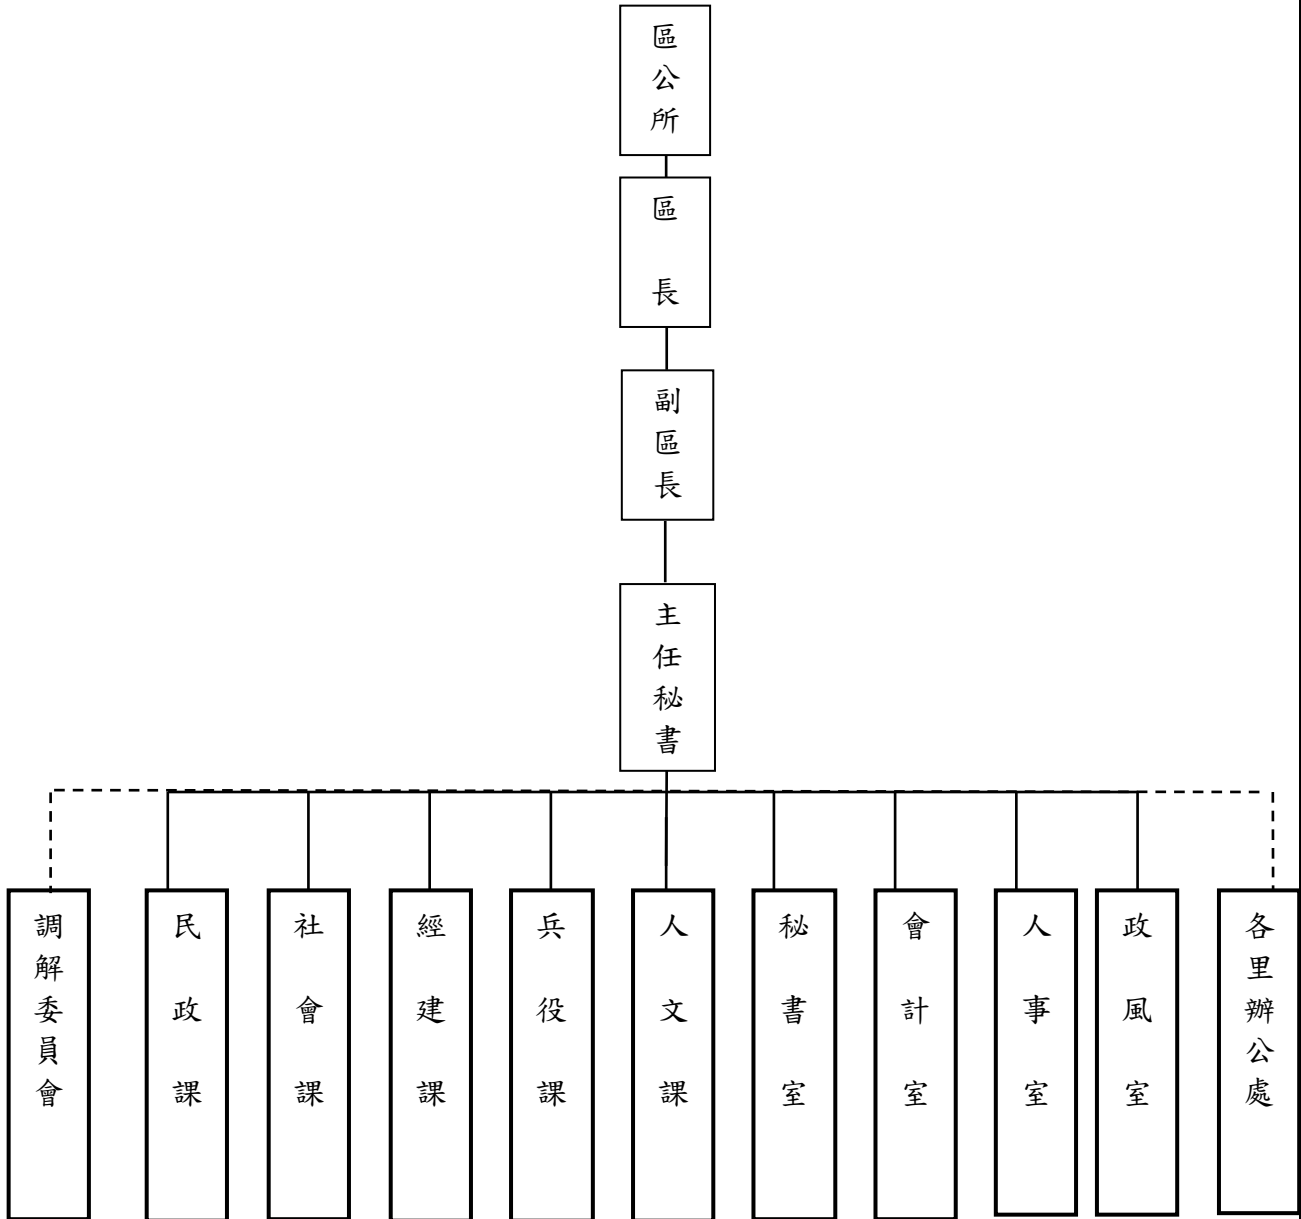 區公所
區長
副區長
主任秘書
調解委員會
民政課
社會課
經建課
兵役課
人文課
秘書室
會計室
人事室
政風室
各里辦公處